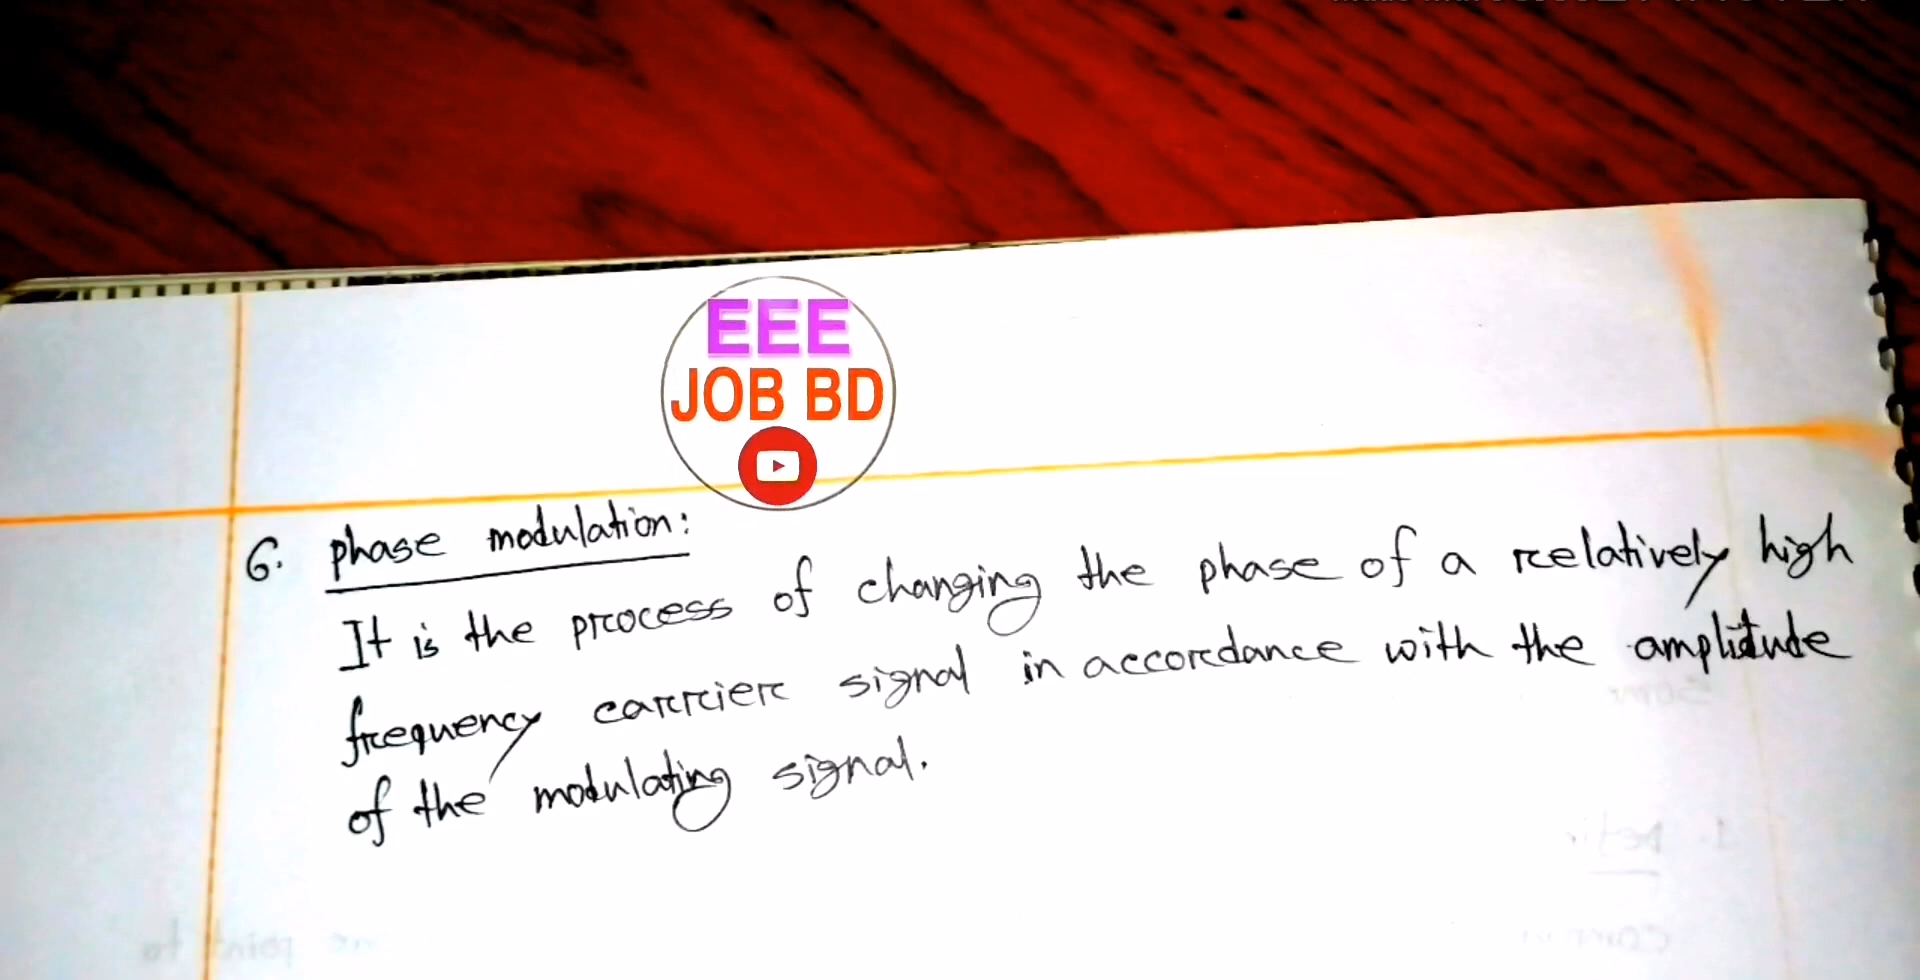 EEE
JOB BD
6. phase modulation:
It is the process of changing the phase of a relatively high
frequency carrier signal in accordance with the amplitude
of the modulating signal.